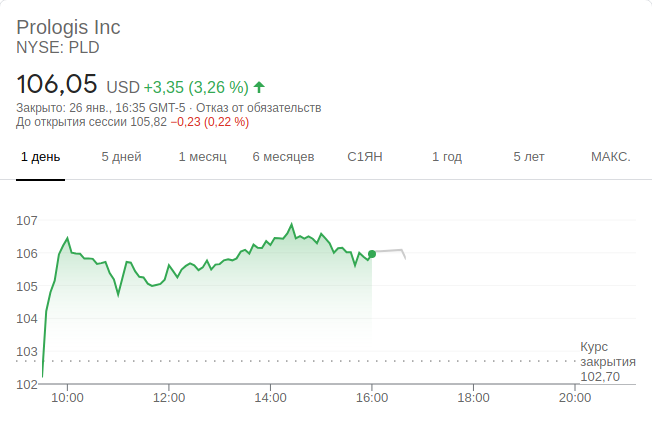 Prologis Inc
NYSE: PLD
106,05 USD +3,35 (3,26 %)
Закрыто: 26 янв., 16:35 GMT-5 · Отказ от обязательств
До открытия сессии 105,82 −0,23 (0,22 %)
1 день 5 дней 1 месяц 6 месяцев С1ЯН 1 год 5 лет МАКС.
107
106
105
104
103
102
Курс
закрытия
102,70
10:00 12:00 14:00 16:00 18:00 20:00